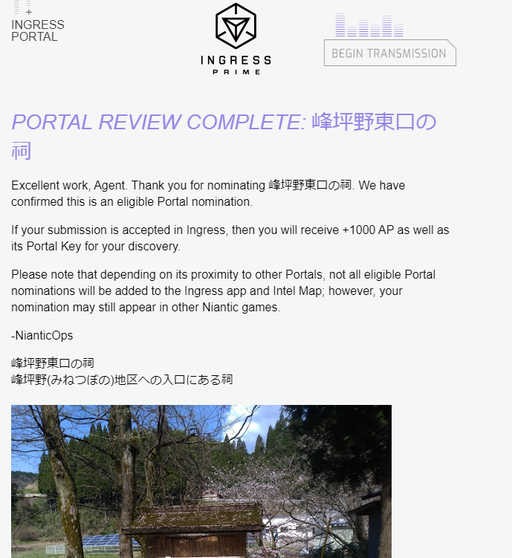 INGRESS
PORTAL
INGRESS
PRIME
BEGIN TRANSMISSION
PORTAL REVIEW COMPLETE: 峰坪野東口の
祠
Excellent work, Agent. Thank you for nominating 峰坪野東口の祠. We have
confirmed this is an eligible Portal nomination.
If your submission is accepted in Ingress, then you will receive +1000 AP as well as
its Portal Key for your discovery.
Please note that depending on its proximity to other Portals, not all eligible Portal
nominations will be added to the Ingress app and Intel Map; however, your
nomination may still appear in other Niantic games.
-NianticOps
峰坪野東口の祠
峰坪野(みねつぼの)地区への入口にある祠